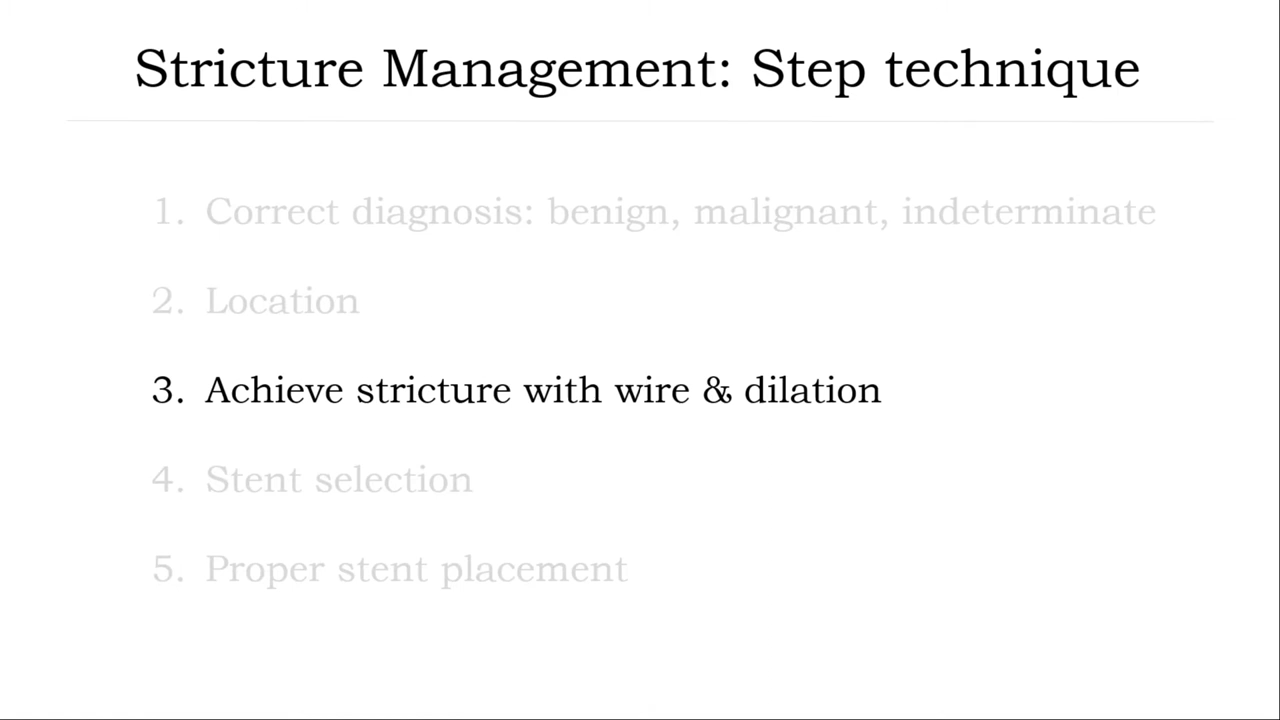 Stricture Management: Step technique
1. Correct diagnosis: benign, malignant, indeterminate
2. Location
3. Achieve stricture with wire & dilation
4. Stent selection
5. Proper stent placement